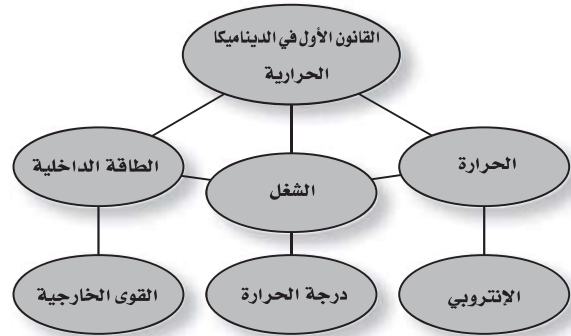 القانون الأول في الديناميكا
الحرارية
الحرارة
الشغل
الطاقة الداخلية
الإنتروبي
درجة الحرارة
القوى الخارجية